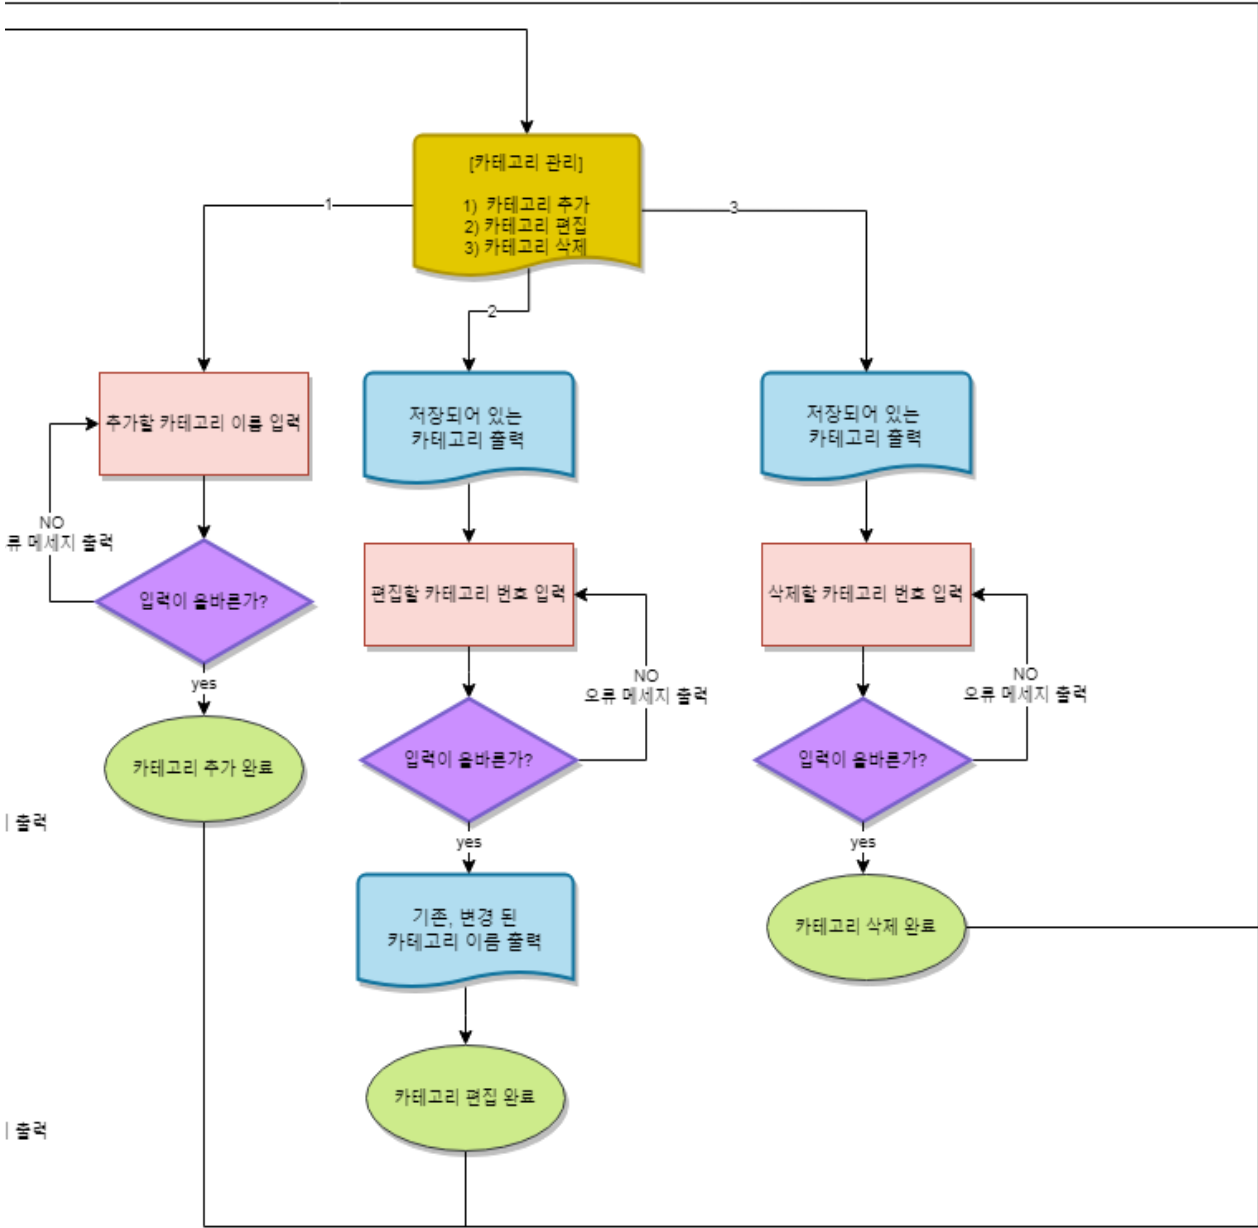 [카테고리 관리]
1) 카테고리 추가
2) 카테고리 편집
3) 카테고리 삭제
1
2
3
추가할 카테고리 이름 입력
NO
류 메세지 출력
입력이 올바른가?
yes
카테고리 추가 완료
저장되어 있는
카테고리 출력
편집할 카테고리 번호 입력
NO
오류 메세지 출력
입력이 올바른가?
yes
기존, 변경 된
카테고리 이름 출력
카테고리 편집 완료
저장되어 있는
카테고리 출력
삭제할 카테고리 번호 입력
NO
오류 메세지 출력
입력이 올바른가?
yes
카테고리 삭제 완료
출력
출력